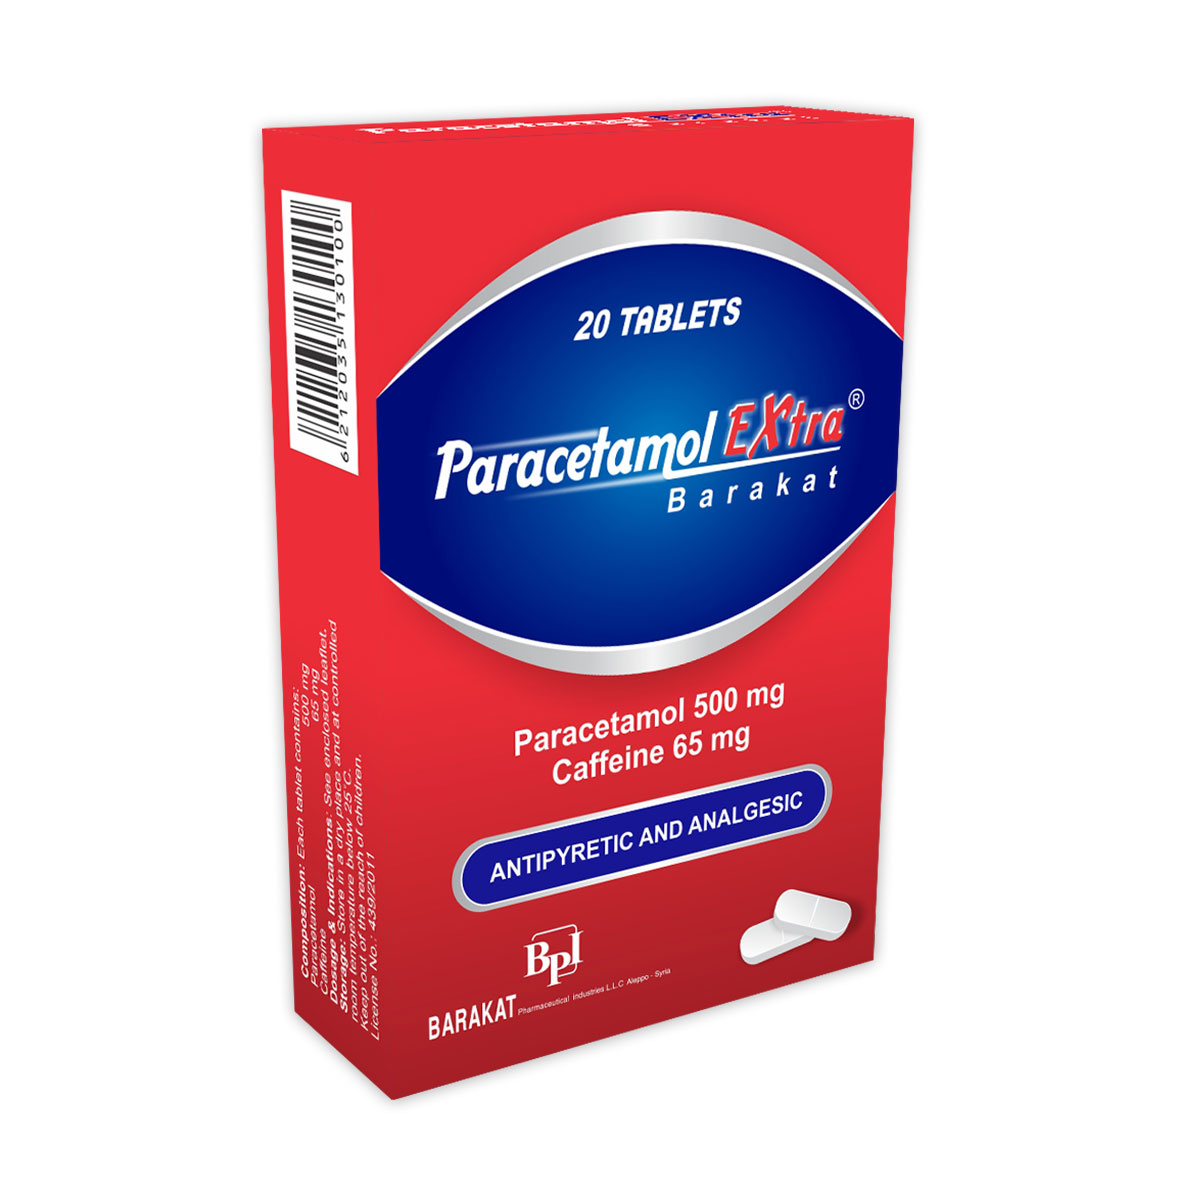 Paracetamol EXtra
20 TABLETS
Paracetamol EXtra®
Barakat
Paracetamol 500 mg
Caffeine 65 mg
ANTIPYRETIC AND ANALGESIC
BPI
BARAKAT Pharmaceutical Industries L.L.C Aleppo - Syria
6212035130100
Composition: Each tablet contains:
Paracetamol 500 mg
Caffeine 65 mg
Dosage & Indications: See enclosed leaflet.
Storage: Store in a dry place and at controlled
room temperature below 25°C.
Keep out of the reach of children.
License No.: 439/2011